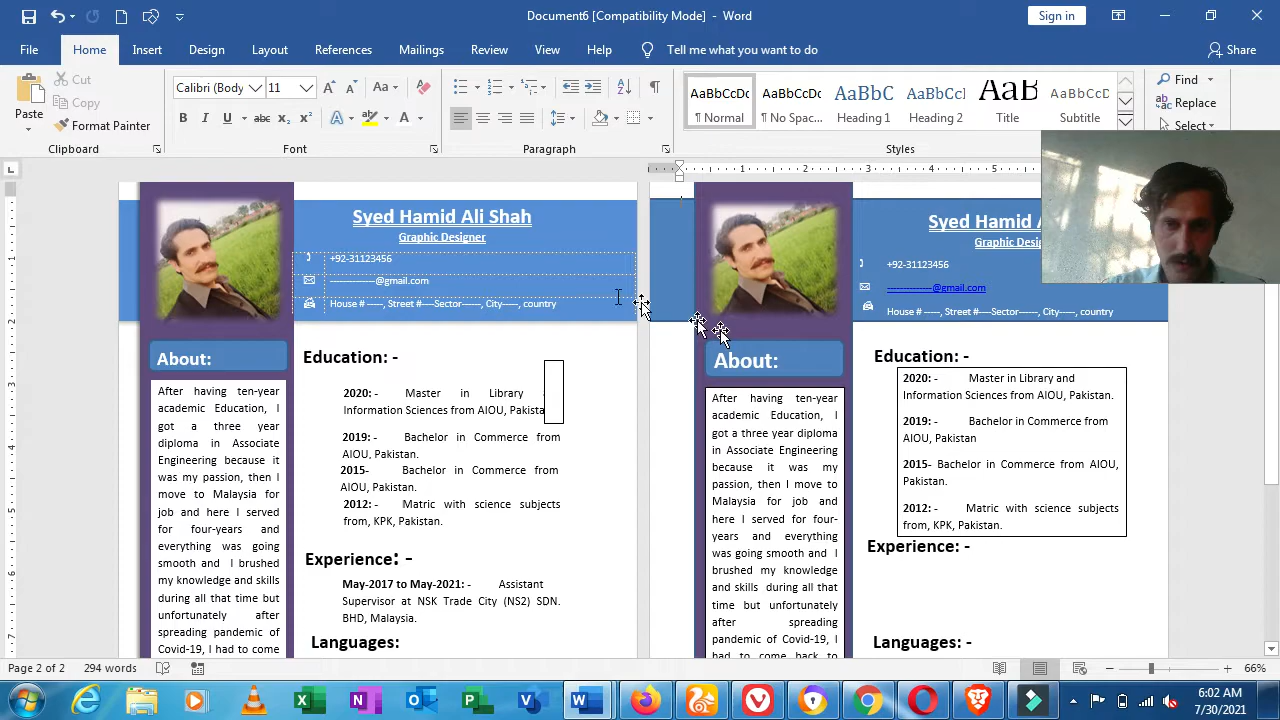 Document6 [Compatibility Mode] - Word
Sign in
File Home Insert Design Layout References Mailings Review View Help Tell me what you want to do Share
Paste
Cut
Copy
Format Painter
Clipboard
Calibri (Body 11
Font
Paragraph
AaBbCcDc AaBbCcDc AaBbC AaBbCcI AaB AaBbCcD
¶ Normal ¶ No Spac... Heading 1 Heading 2 Title Subtitle
Styles
Find
Replace
Select
Syed Hamid Ali Shah
Graphic Designer
+92-31123456
--------------@gmail.com
House # -----, Street #----Sector------, City-----, country
About:
After having ten-year
academic Education, I
got a three year
diploma in Associate
Engineering because it
was my passion, then I
move to Malaysia for
job and here I served
for four-years and
everything was going
smooth and I brushed
my knowledge and skills
during all that time but
unfortunately after
spreading pandemic of
Covid-19, I had to come
Education: -
2020: - Master in Library
Information Sciences from AIOU, Pakista
2019: - Bachelor in Commerce from
AIOU, Pakistan.
2015- Bachelor in Commerce from
AIOU, Pakistan.
2012: - Matric with science subjects
from, KPK, Pakistan.
Experience: -
May-2017 to May-2021: - Assistant
Supervisor at NSK Trade City (NS2) SDN.
BHD, Malaysia.
Languages:
Syed Hamid A
Graphic De
+92-31123456
--------------@gmail.com
House # -----, Street #----Sector------, City-----, country
About:
After having ten-year
academic Education, I
got a three year diploma
in Associate Engineering
because it was my
passion, then I move to
Malaysia for job and
here I served for four-
years and everything
was going smooth and I
brushed my knowledge
and skills during all that
time but unfortunately
after spreading
pandemic of Covid-19, I
had to come back to
Education: -
2020: - Master in Library and
Information Sciences from AIOU, Pakistan.
2019: - Bachelor in Commerce from
AIOU, Pakistan
2015- Bachelor in Commerce from AIOU,
Pakistan.
2012: - Matric with science subjects
from, KPK, Pakistan.
Experience: -
Languages: -
Page 2 of 2 294 words
66%
6:02 AM
7/30/2021